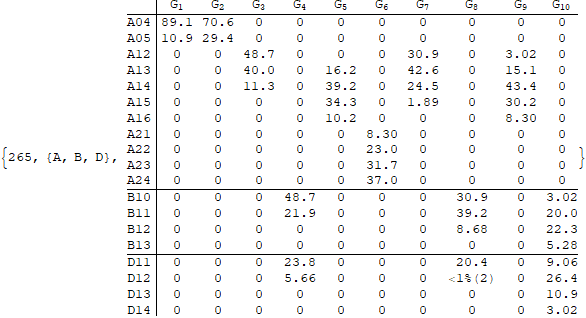 G1 G2 G3 G4 G5 G6 G7 G8 G9 G10
A04 89.1 70.6 0 0 0 0 0 0 0 0
A05 10.9 29.4 0 0 0 0 0 0 0 0
A12 0 0 48.7 0 0 0 30.9 0 3.02 0
A13 0 0 40.0 0 16.2 0 42.6 0 15.1 0
A14 0 0 11.3 0 39.2 0 24.5 0 43.4 0
A15 0 0 0 0 34.3 0 1.89 0 30.2 0
A16 0 0 0 0 10.2 0 0 0 8.30 0
A21 0 0 0 0 0 8.30 0 0 0 0
{265, {A, B, D}, A22 0 0 0 0 0 23.0 0 0 0 0 }
A23 0 0 0 0 0 31.7 0 0 0 0
A24 0 0 0 0 0 37.0 0 0 0 0
B10 0 0 0 48.7 0 0 0 30.9 0 3.02
B11 0 0 0 21.9 0 0 0 39.2 0 20.0
B12 0 0 0 0 0 0 0 8.68 0 22.3
B13 0 0 0 0 0 0 0 0 0 5.28
D11 0 0 0 23.8 0 0 0 20.4 0 9.06
D12 0 0 0 5.66 0 0 0 <1%(2) 0 26.4
D13 0 0 0 0 0 0 0 0 0 10.9
D14 0 0 0 0 0 0 0 0 0 3.02